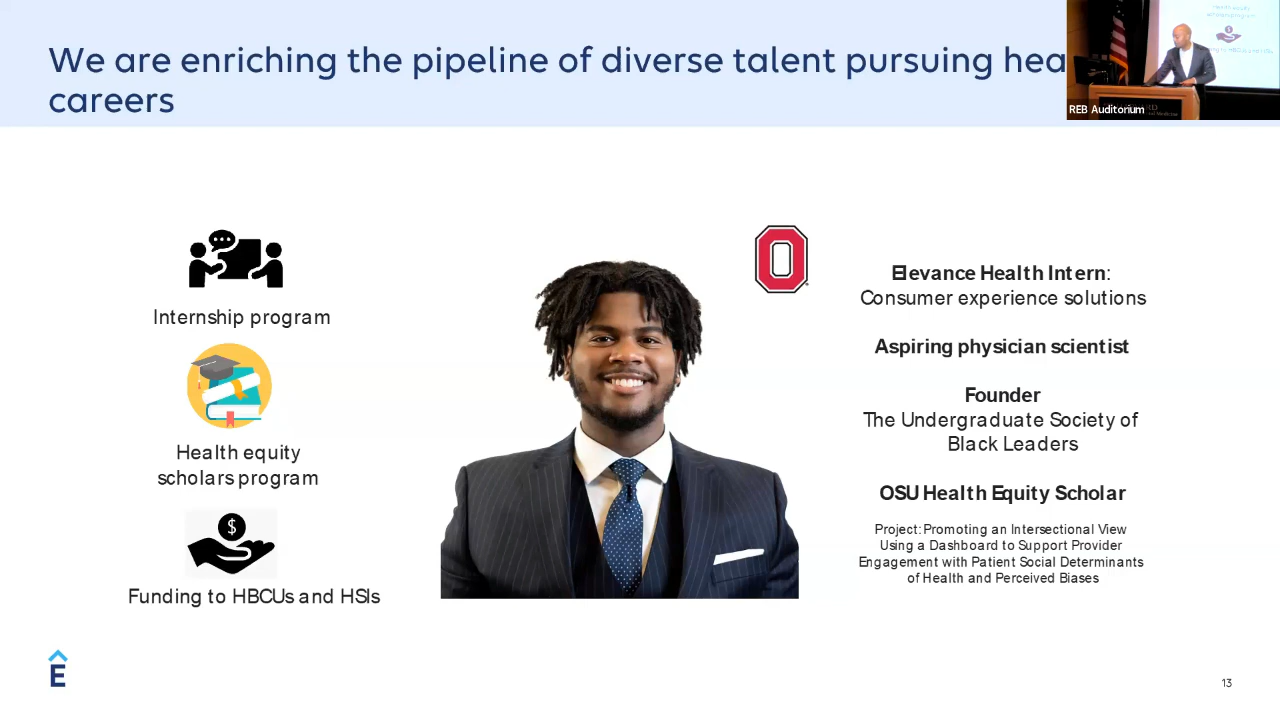 We are enriching the pipeline of diverse talent pursuing hea
careers
REB Auditorium
Internship program
Health equity
scholars program
$
Funding to HBCUs and HSIs
O
Elevance Health Intern:
Consumer experience solutions
Aspiring physician scientist
Founder
The Undergraduate Society of
Black Leaders
OSU Health Equity Scholar
Project: Promoting an Intersectional View
Using a Dashboard to Support Provider
Engagement with Patient Social Determinants
of Health and Perceived Biases
Ê
13